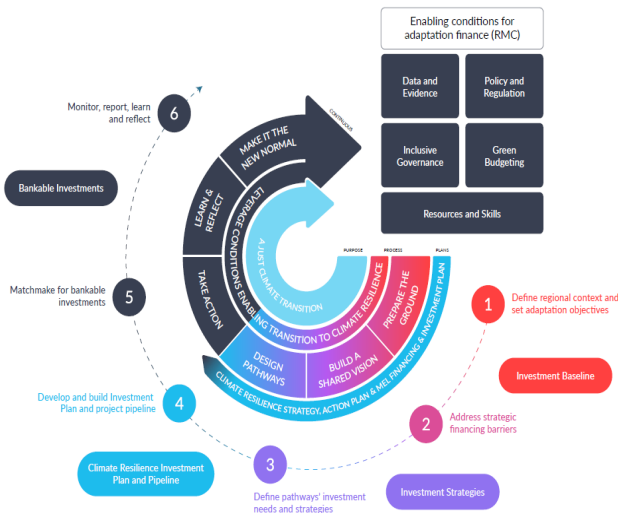 Enabling conditions for
adaptation finance (RMC)
Data and
Evidence
Policy and
Regulation
Inclusive
Governance
Green
Budgeting
Resources and Skills
6
Monitor, report, learn
and reflect
Bankable Investments
5
Matchmake for bankable
investments
4
Develop and build Investment
Plan and project pipeline
Climate Resilience Investment
Plan and Pipeline
3
Define pathways' investment
needs and strategies
Investment Strategies
2
Address strategic
financing barriers
Investment Baseline
1
Define regional context and
set adaptation objectives
CONTINUOUS
MAKE IT THE
NEW NORMAL
LEARN &
REFLECT
TAKE ACTION
DESIGN
PATHWAYS
BUILD A
SHARED VISION
PREPARE THE
GROUND
LEVERAGE CONDITIONS ENABLING TRANSITION TO CLIMATE RESILIENCE
A JUST CLIMATE TRANSITION
PURPOSE
PROCESS
PLANS
CLIMATE RESILIENCE STRATEGY, ACTION PLAN & MEL FINANCING & INVESTMENT PLAN